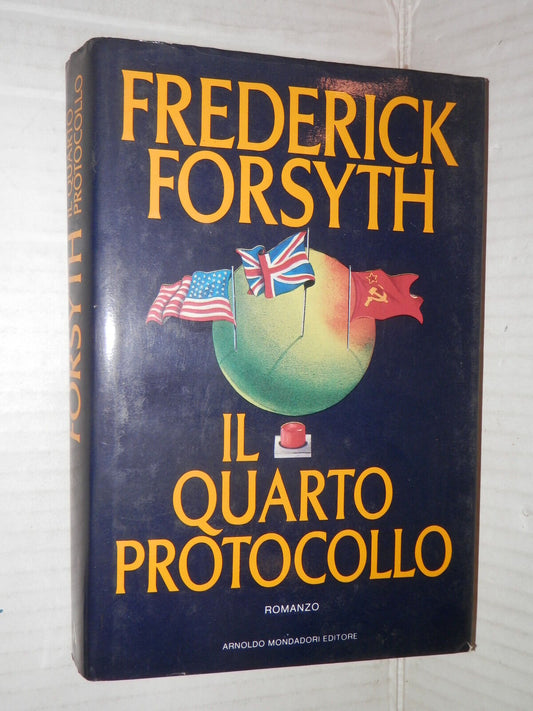 FREDERICK
FORSYTH
IL
QUARTO
PROTOCOLLO
ROMANZO
ARNOLDO MONDADORI EDITORE
FORSYTH
IL QUARTO
PROTOCOLLO